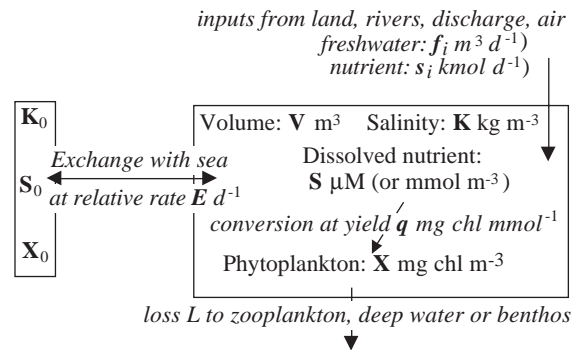 inputs from land, rivers, discharge, air
freshwater: fᵢ m³ d⁻¹)
nutrient: sᵢ kmol d⁻¹)
K₀
S₀
X₀
Exchange with sea
at relative rate E d⁻¹
Volume: V m³ Salinity: K kg m⁻³
Dissolved nutrient:
S μM (or mmol m⁻³)
conversion at yield q mg chl mmol⁻¹
Phytoplankton: X mg chl m⁻³
loss L to zooplankton, deep water or benthos